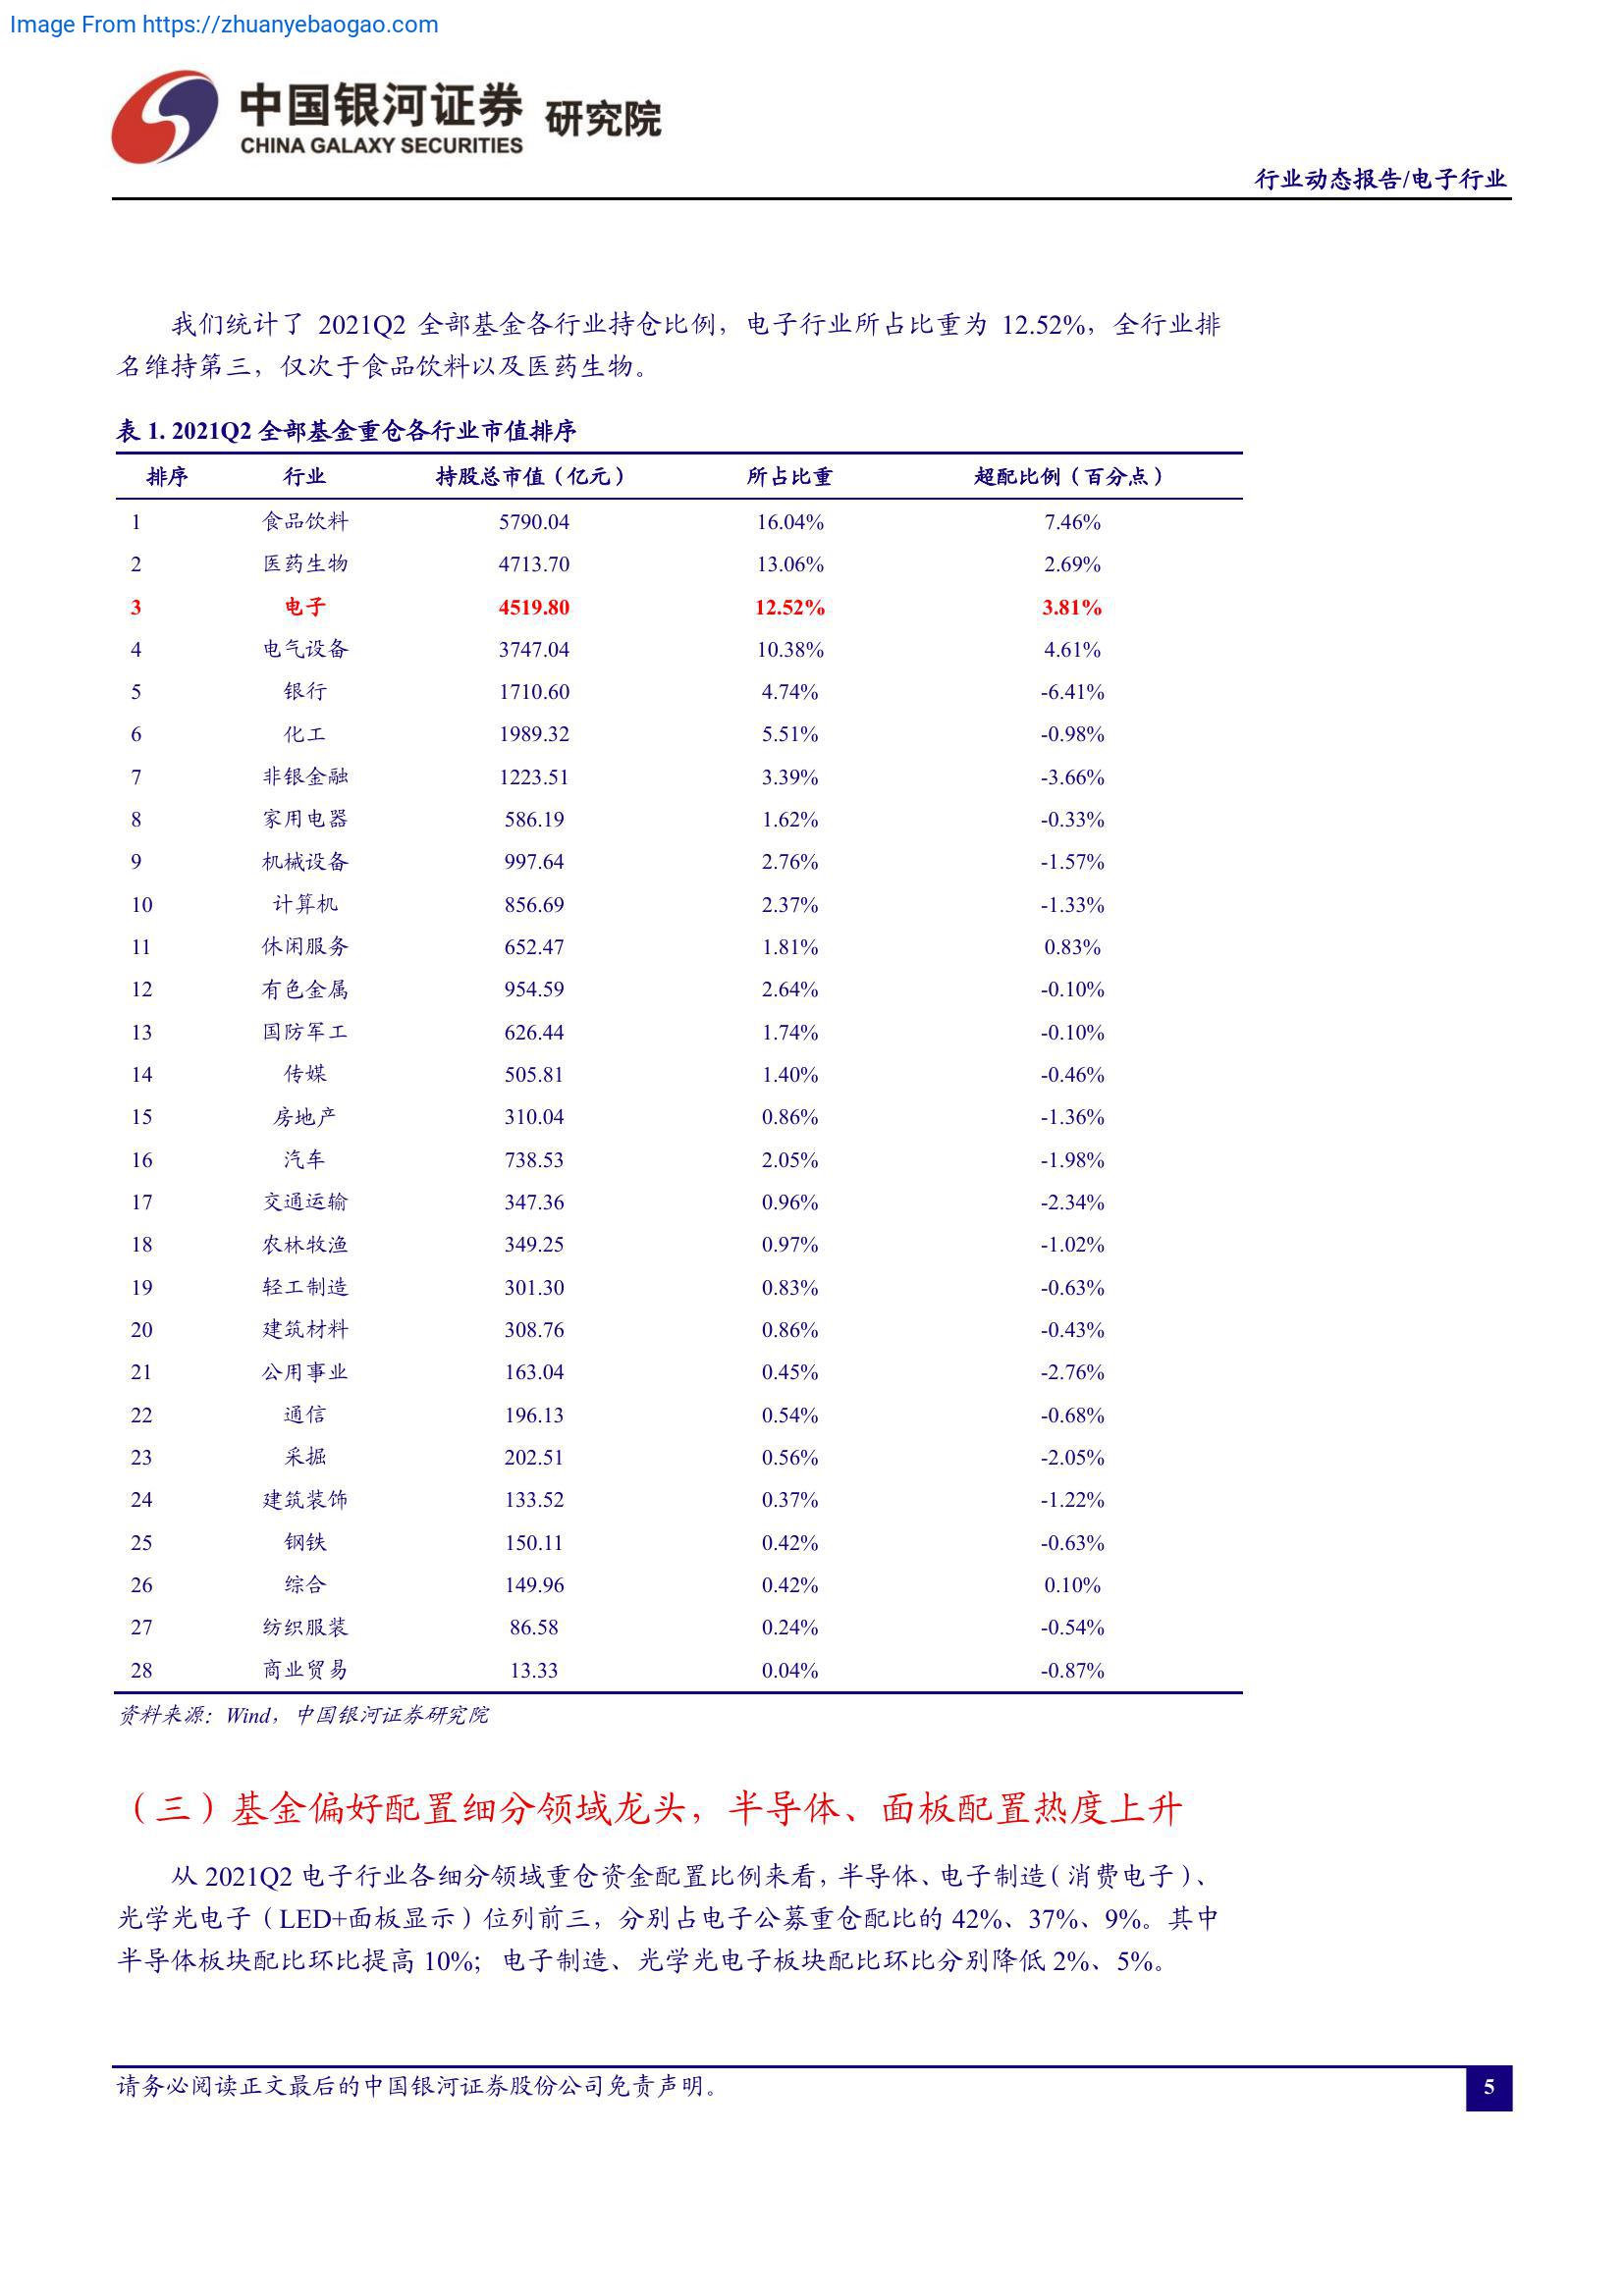 Image From https://zhuanyebaogao.com
中国银河证券 研究院
CHINA GALAXY SECURITIES
行业动态报告/电子行业
我们统计了 2021Q2 全部基金各行业持仓比例，电子行业所占比重为 12.52%，全行业排
名维持第三，仅次于食品饮料以及医药生物。
表 1. 2021Q2 全部基金重仓各行业市值排序
排序 行业 持股总市值（亿元） 所占比重 超配比例（百分点）
1 食品饮料 5790.04 16.04% 7.46%
2 医药生物 4713.70 13.06% 2.69%
3 电子 4519.80 12.52% 3.81%
4 电气设备 3747.04 10.38% 4.61%
5 银行 1710.60 4.74% -6.41%
6 化工 1989.32 5.51% -0.98%
7 非银金融 1223.51 3.39% -3.66%
8 家用电器 586.19 1.62% -0.33%
9 机械设备 997.64 2.76% -1.57%
10 计算机 856.69 2.37% -1.33%
11 休闲服务 652.47 1.81% 0.83%
12 有色金属 954.59 2.64% -0.10%
13 国防军工 626.44 1.74% -0.10%
14 传媒 505.81 1.40% -0.46%
15 房地产 310.04 0.86% -1.36%
16 汽车 738.53 2.05% -1.98%
17 交通运输 347.36 0.96% -2.34%
18 农林牧渔 349.25 0.97% -1.02%
19 轻工制造 301.30 0.83% -0.63%
20 建筑材料 308.76 0.86% -0.43%
21 公用事业 163.04 0.45% -2.76%
22 通信 196.13 0.54% -0.68%
23 采掘 202.51 0.56% -2.05%
24 建筑装饰 133.52 0.37% -1.22%
25 钢铁 150.11 0.42% -0.63%
26 综合 149.96 0.42% 0.10%
27 纺织服装 86.58 0.24% -0.54%
28 商业贸易 13.33 0.04% -0.87%
资料来源：Wind，中国银河证券研究院
（三）基金偏好配置细分领域龙头，半导体、面板配置热度上升
从 2021Q2 电子行业各细分领域重仓资金配置比例来看，半导体、电子制造（消费电子）、
光学光电子（LED+面板显示）位列前三，分别占电子公募重仓配比的 42%、37%、9%。其中
半导体板块配比环比提高 10%；电子制造、光学光电子板块配比环比分别降低 2%、5%。
请务必阅读正文最后的中国银河证券股份公司免责声明。
5